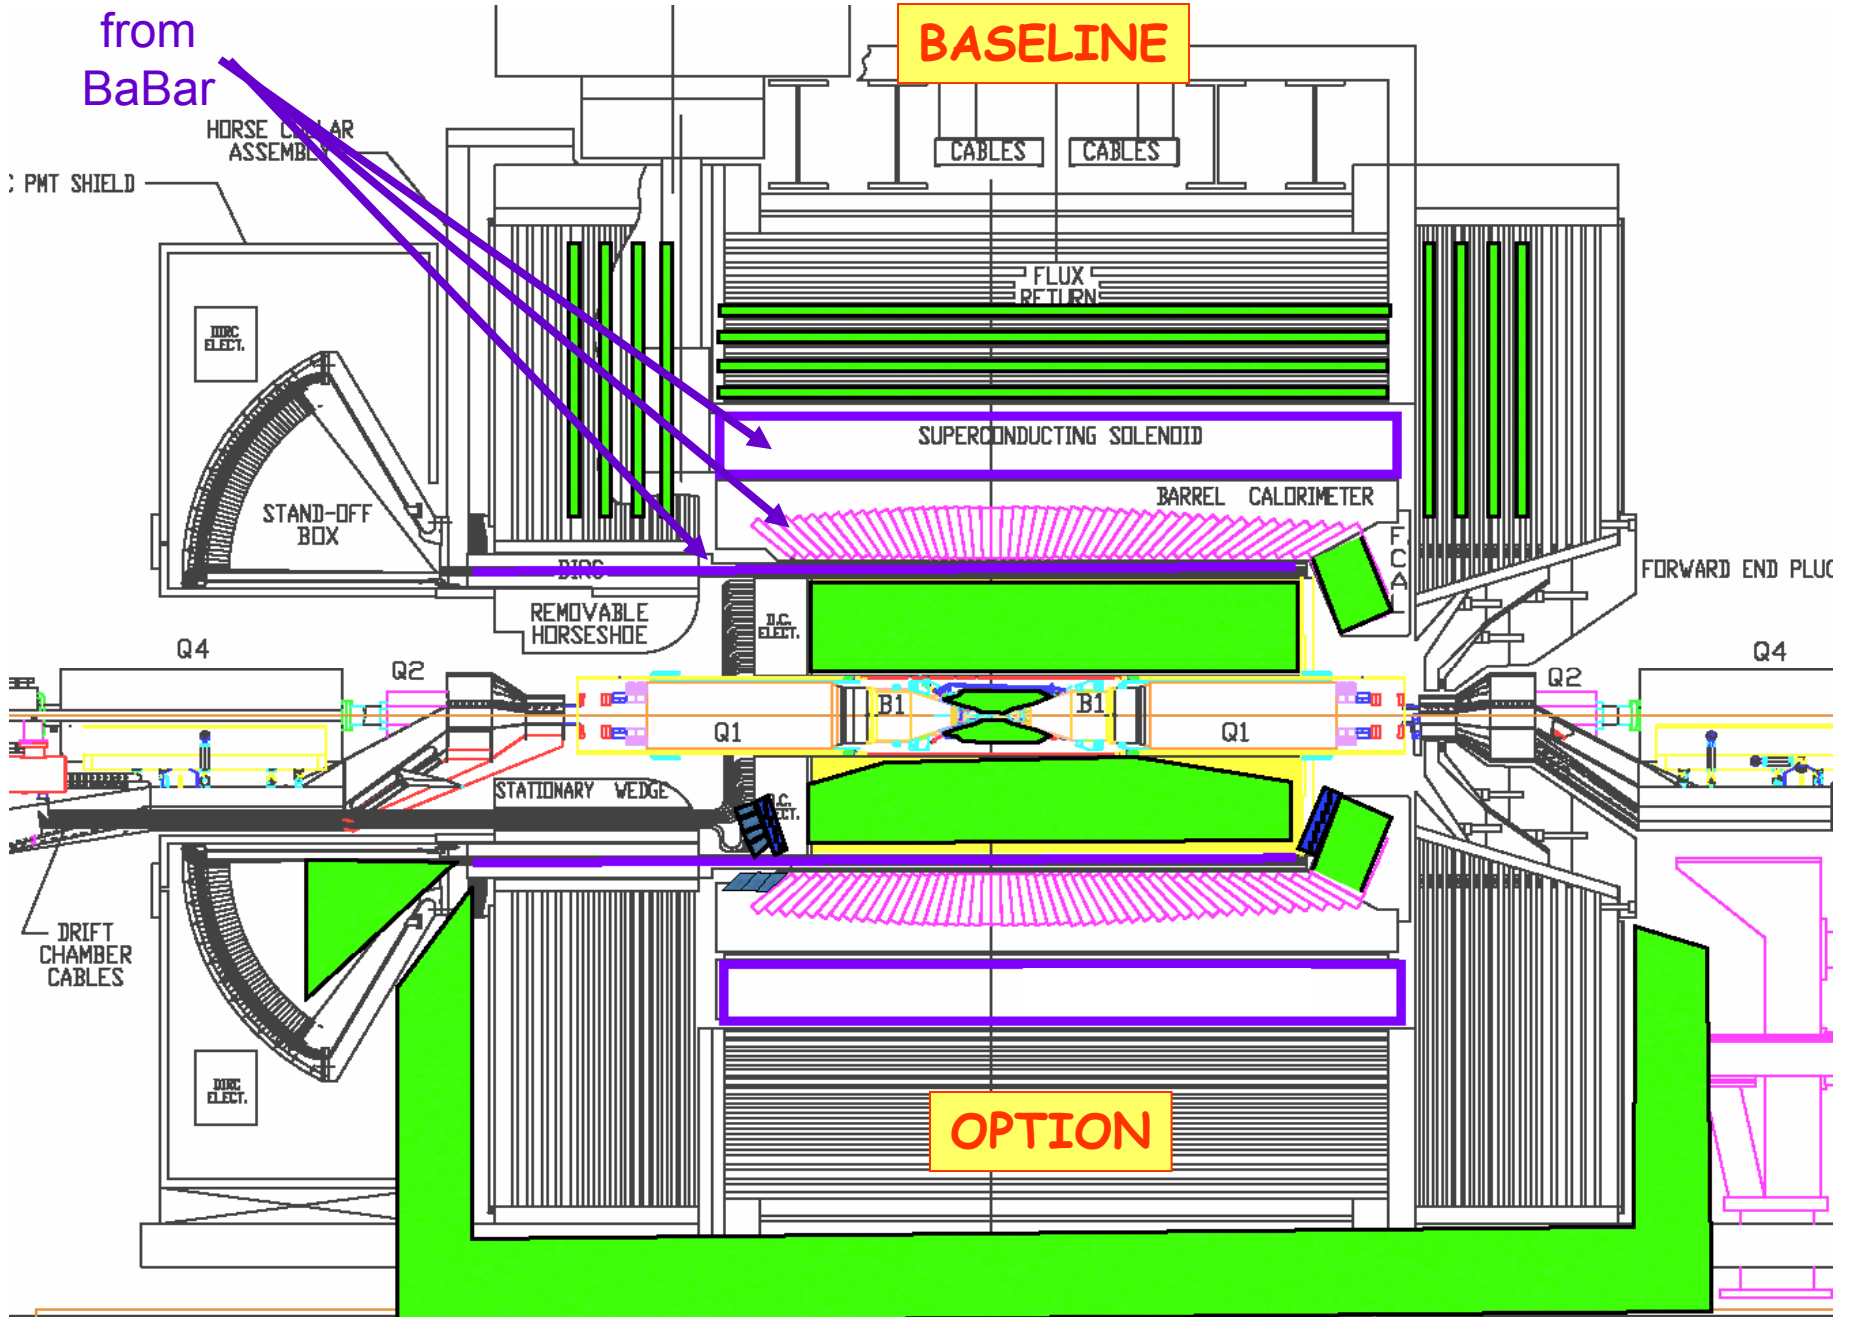 from
BaBar
BASELINE
HORSE COLLAR
ASSEMBLY
CABLES
CABLES
C PMT SHIELD
FLUX
RETURN
DIRC
ELECT.
SUPERCONDUCTING SOLENOID
BARREL CALORIMETER
STAND-OFF
BOX
F.
CAL
DIRC
FORWARD END PLUG
REMOVABLE
HORSESHOE
D.C.
ELECT.
Q4
Q2
Q2
Q4
B1
B1
Q1
Q1
STATIONARY WEDGE
D.C.
ELECT.
DRIFT
CHAMBER
CABLES
DIRC
ELECT.
OPTION